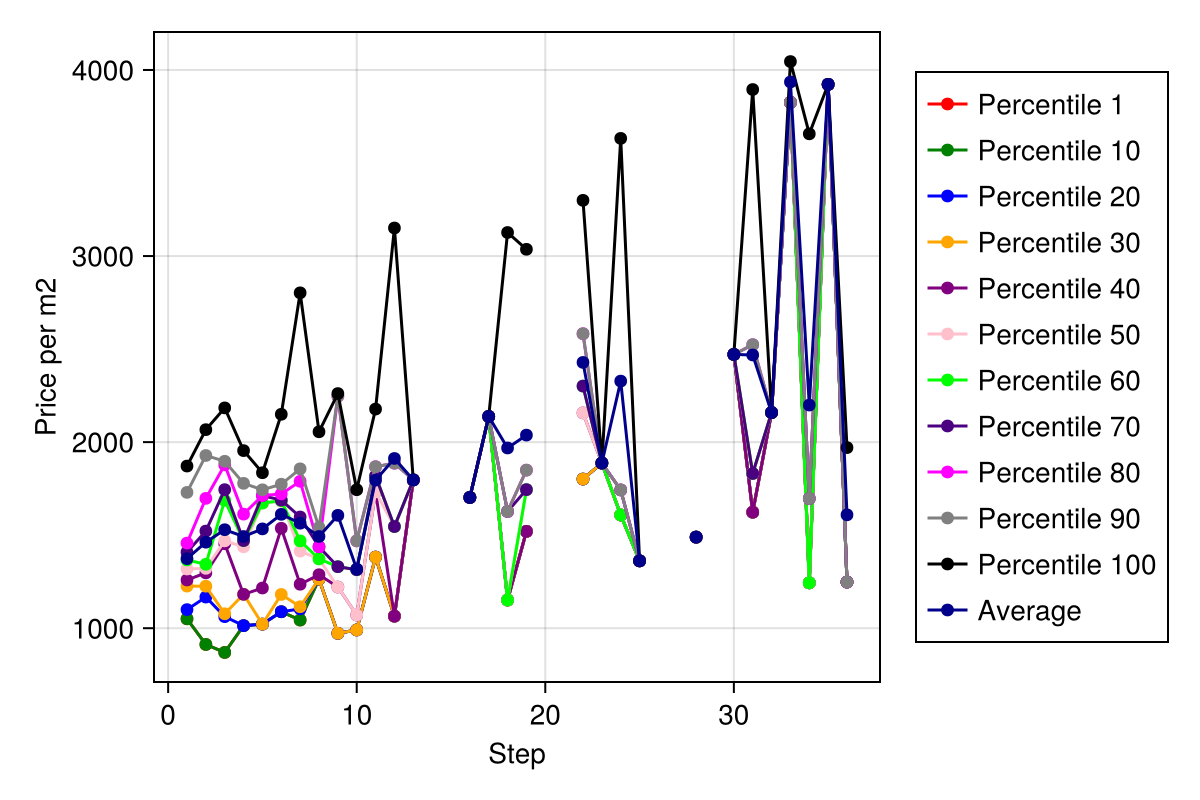 4000
3000
2000
1000
Price per m2
0
10
20
30
Step
Percentile 1
Percentile 10
Percentile 20
Percentile 30
Percentile 40
Percentile 50
Percentile 60
Percentile 70
Percentile 80
Percentile 90
Percentile 100
Average